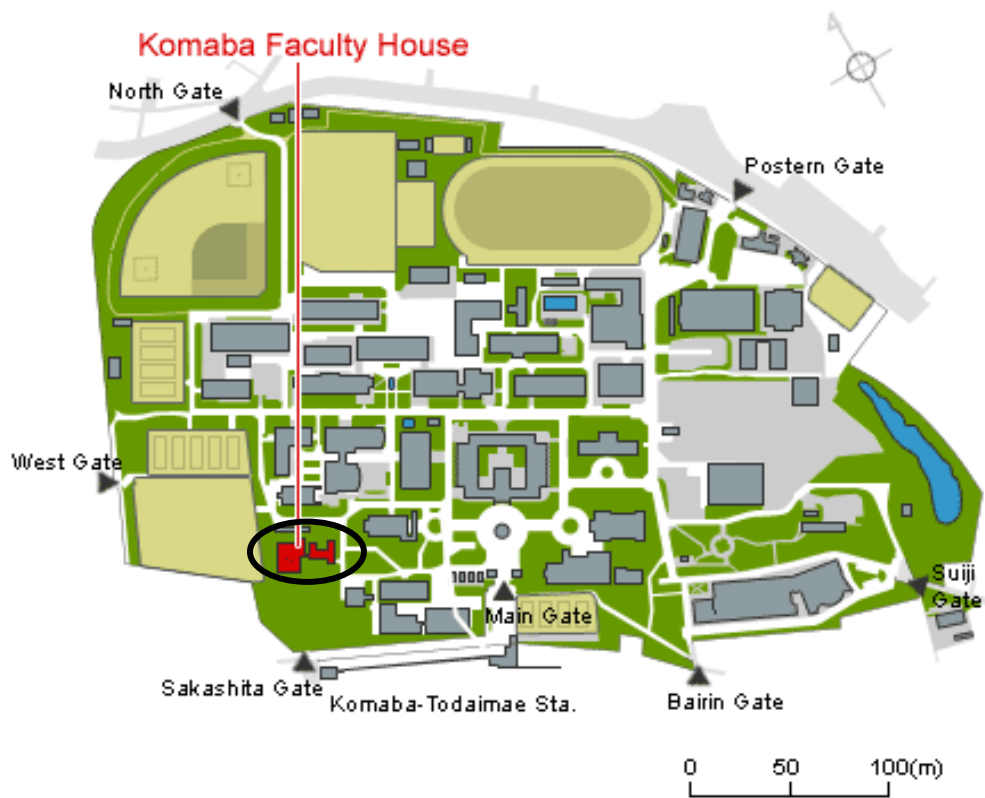 4
Komaba Faculty House
North Gate
Postern Gate
West Gate
Suiji
Gate
Main Gate
Sakashita Gate
Komaba-Todaimae Sta.
Bairin Gate
0 50 100(m)